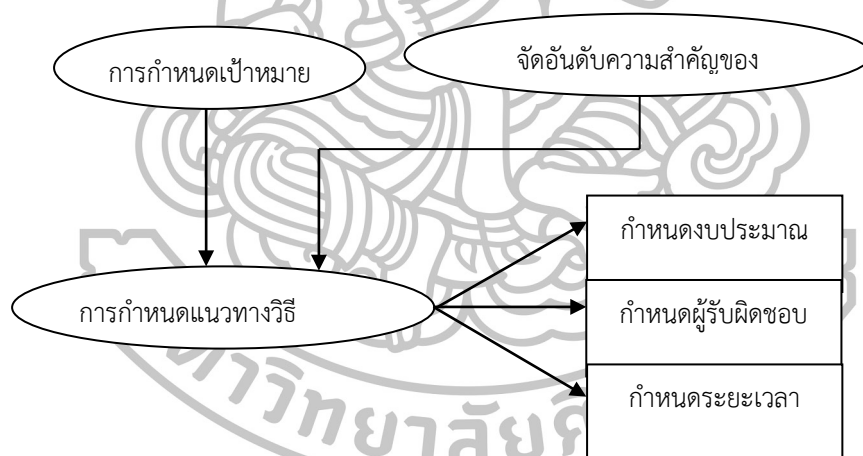 การกำหนดเป้าหมาย
จัดอันดับความสำคัญของ
กำหนดงบประมาณ
การกำหนดแนวทางวิธี
กำหนดผู้รับผิดชอบ
กำหนดระยะเวลา